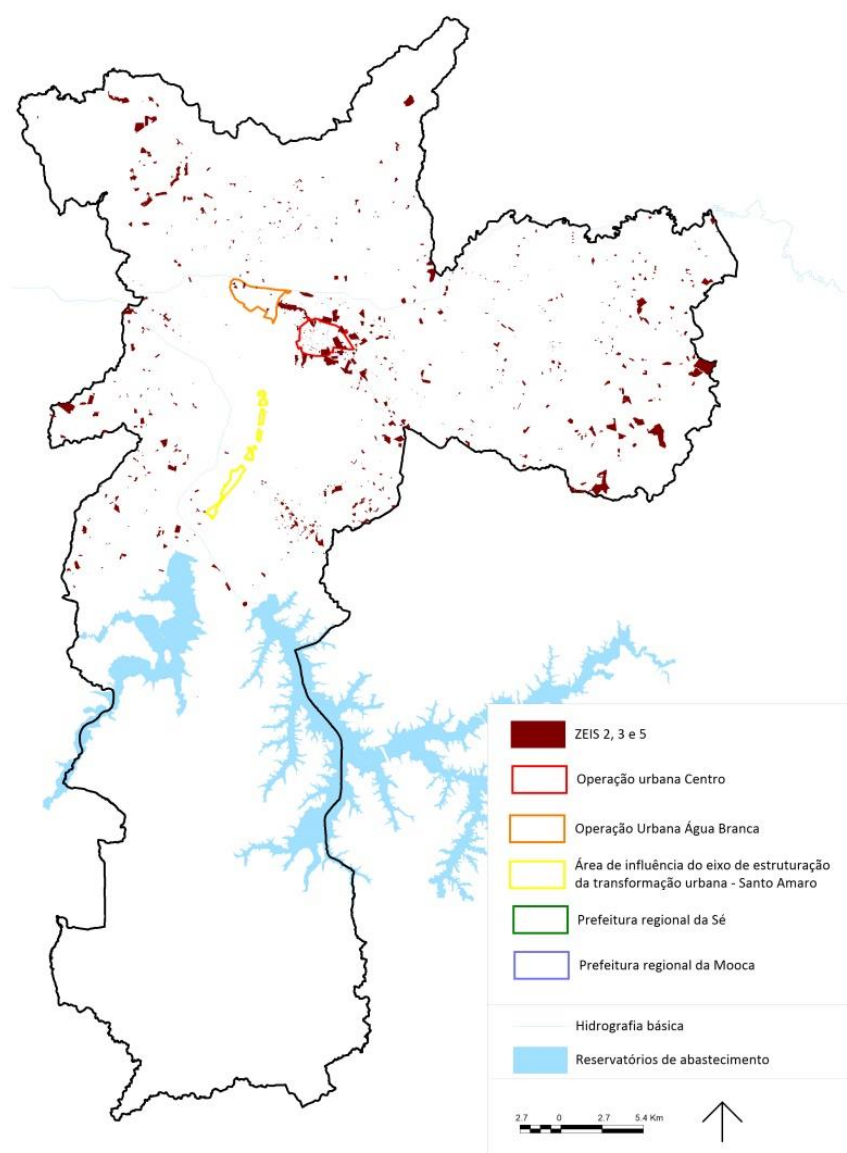 ZEIS 2, 3 e 5
Operação urbana Centro
Operação Urbana Água Branca
Área de influência do eixo de estruturação
da transformação urbana - Santo Amaro
Prefeitura regional da Sé
Prefeitura regional da Mooca
Hidrografia básica
Reservatórios de abastecimento
2.7 0 2.7 5.4 Km